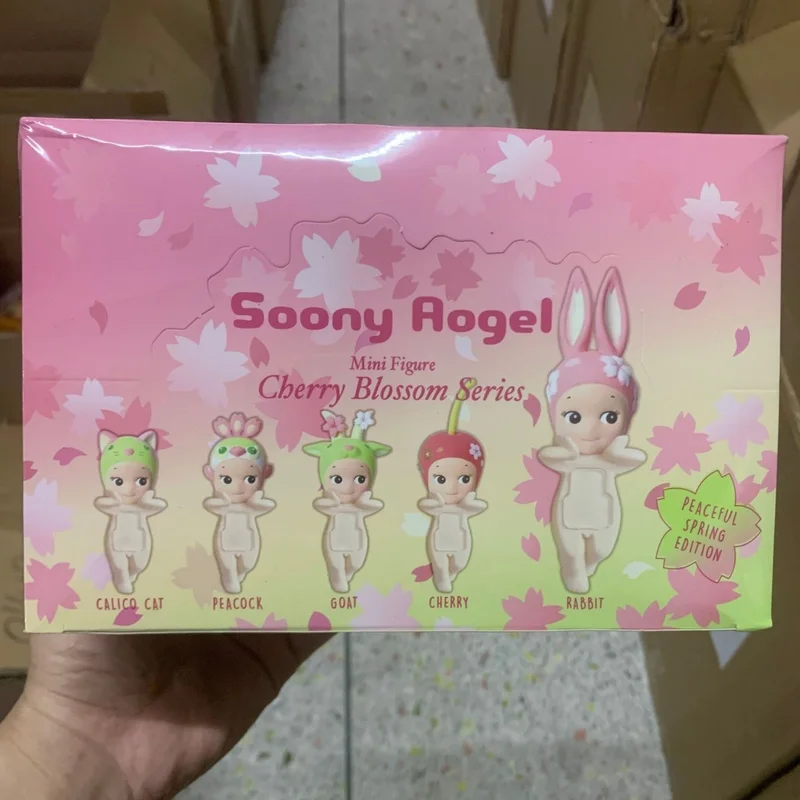 Soony Aogel
Mini Figure
Cherry Blossom Series
PEACEFUL
SPRING
EDITION
CALICO CAT
PEACOCK
GOAT
CHERRY
RABBIT